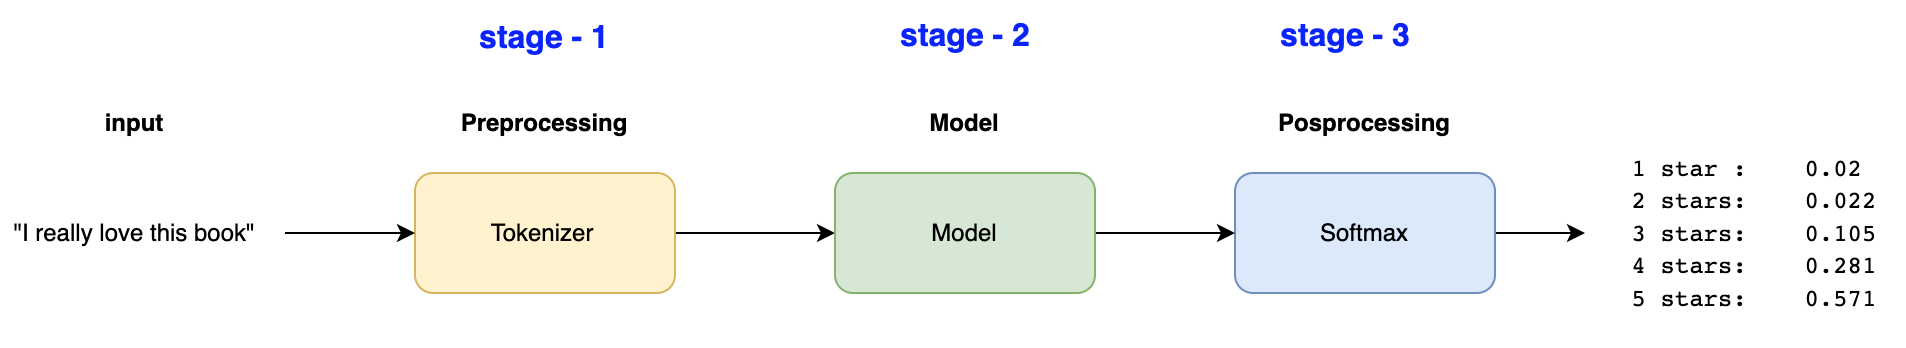 stage - 1
stage - 2
stage - 3
input
Preprocessing
Model
Posprocessing
"I really love this book"
Tokenizer
Model
Softmax
1 star : 0.02
2 stars: 0.022
3 stars: 0.105
4 stars: 0.281
5 stars: 0.571